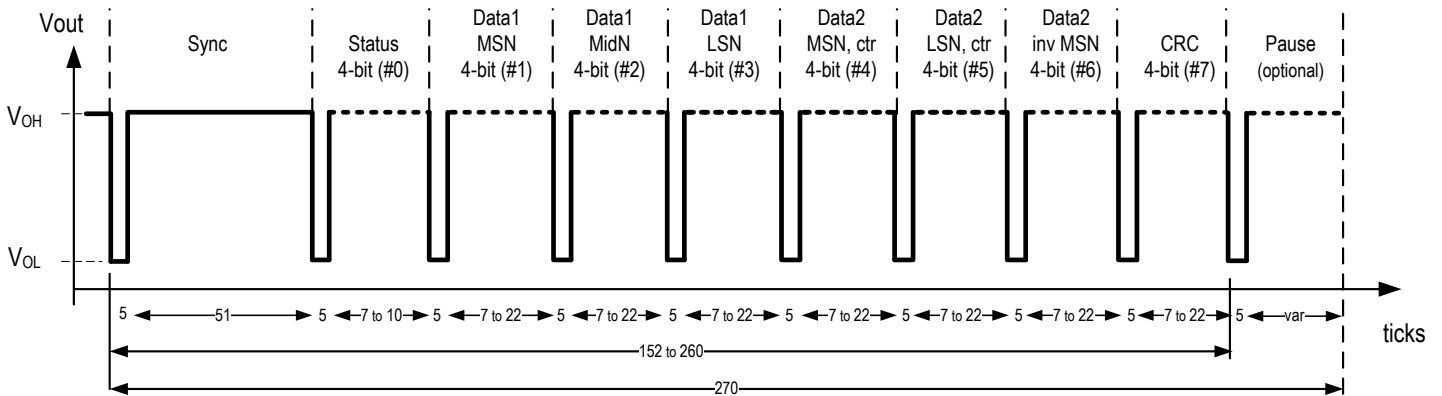 Vout
Sync
Status
4-bit (#0)
Data1
MSN
4-bit (#1)
Data1
MidN
4-bit (#2)
Data1
LSN
4-bit (#3)
Data2
MSN, ctr
4-bit (#4)
Data2
LSN, ctr
4-bit (#5)
Data2
inv MSN
4-bit (#6)
CRC
4-bit (#7)
Pause
(optional)
VOH
VOL
5 51 5 7 to 10 5 7 to 22 5 7 to 22 5 7 to 22 5 7 to 22 5 7 to 22 5 7 to 22 5 7 to 22 5 var
ticks
152 to 260
270